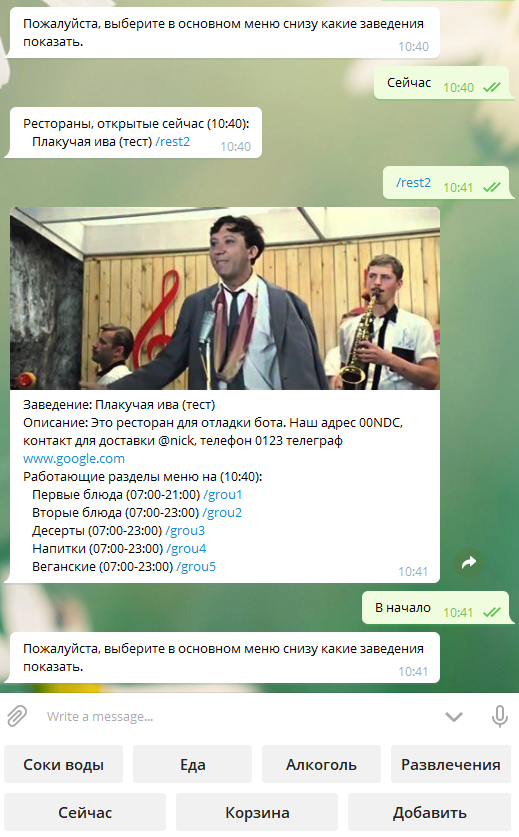 Пожалуйста, выберите в основном меню снизу какие заведения
показать.
10:40
Сейчас 10:40
Рестораны, открытые сейчас (10:40):
Плакучая ива (тест) /rest2 10:40
/rest2 10:41
Заведение: Плакучая ива (тест)
Описание: Это ресторан для отладки бота. Наш адрес 00NDC,
контакт для доставки @nick, телефон 0123 телеграф
www.google.com
Работающие разделы меню на (10:40):
Первые блюда (07:00-21:00) /grou1
Вторые блюда (07:00-23:00) /grou2
Десерты (07:00-23:00) /grou3
Напитки (07:00-23:00) /grou4
Веганские (07:00-23:00) /grou5
10:41
В начало 10:41
Пожалуйста, выберите в основном меню снизу какие заведения
показать.
10:41
Write a message...
Соки воды Еда Алкоголь Развлечения
Сейчас Корзина Добавить